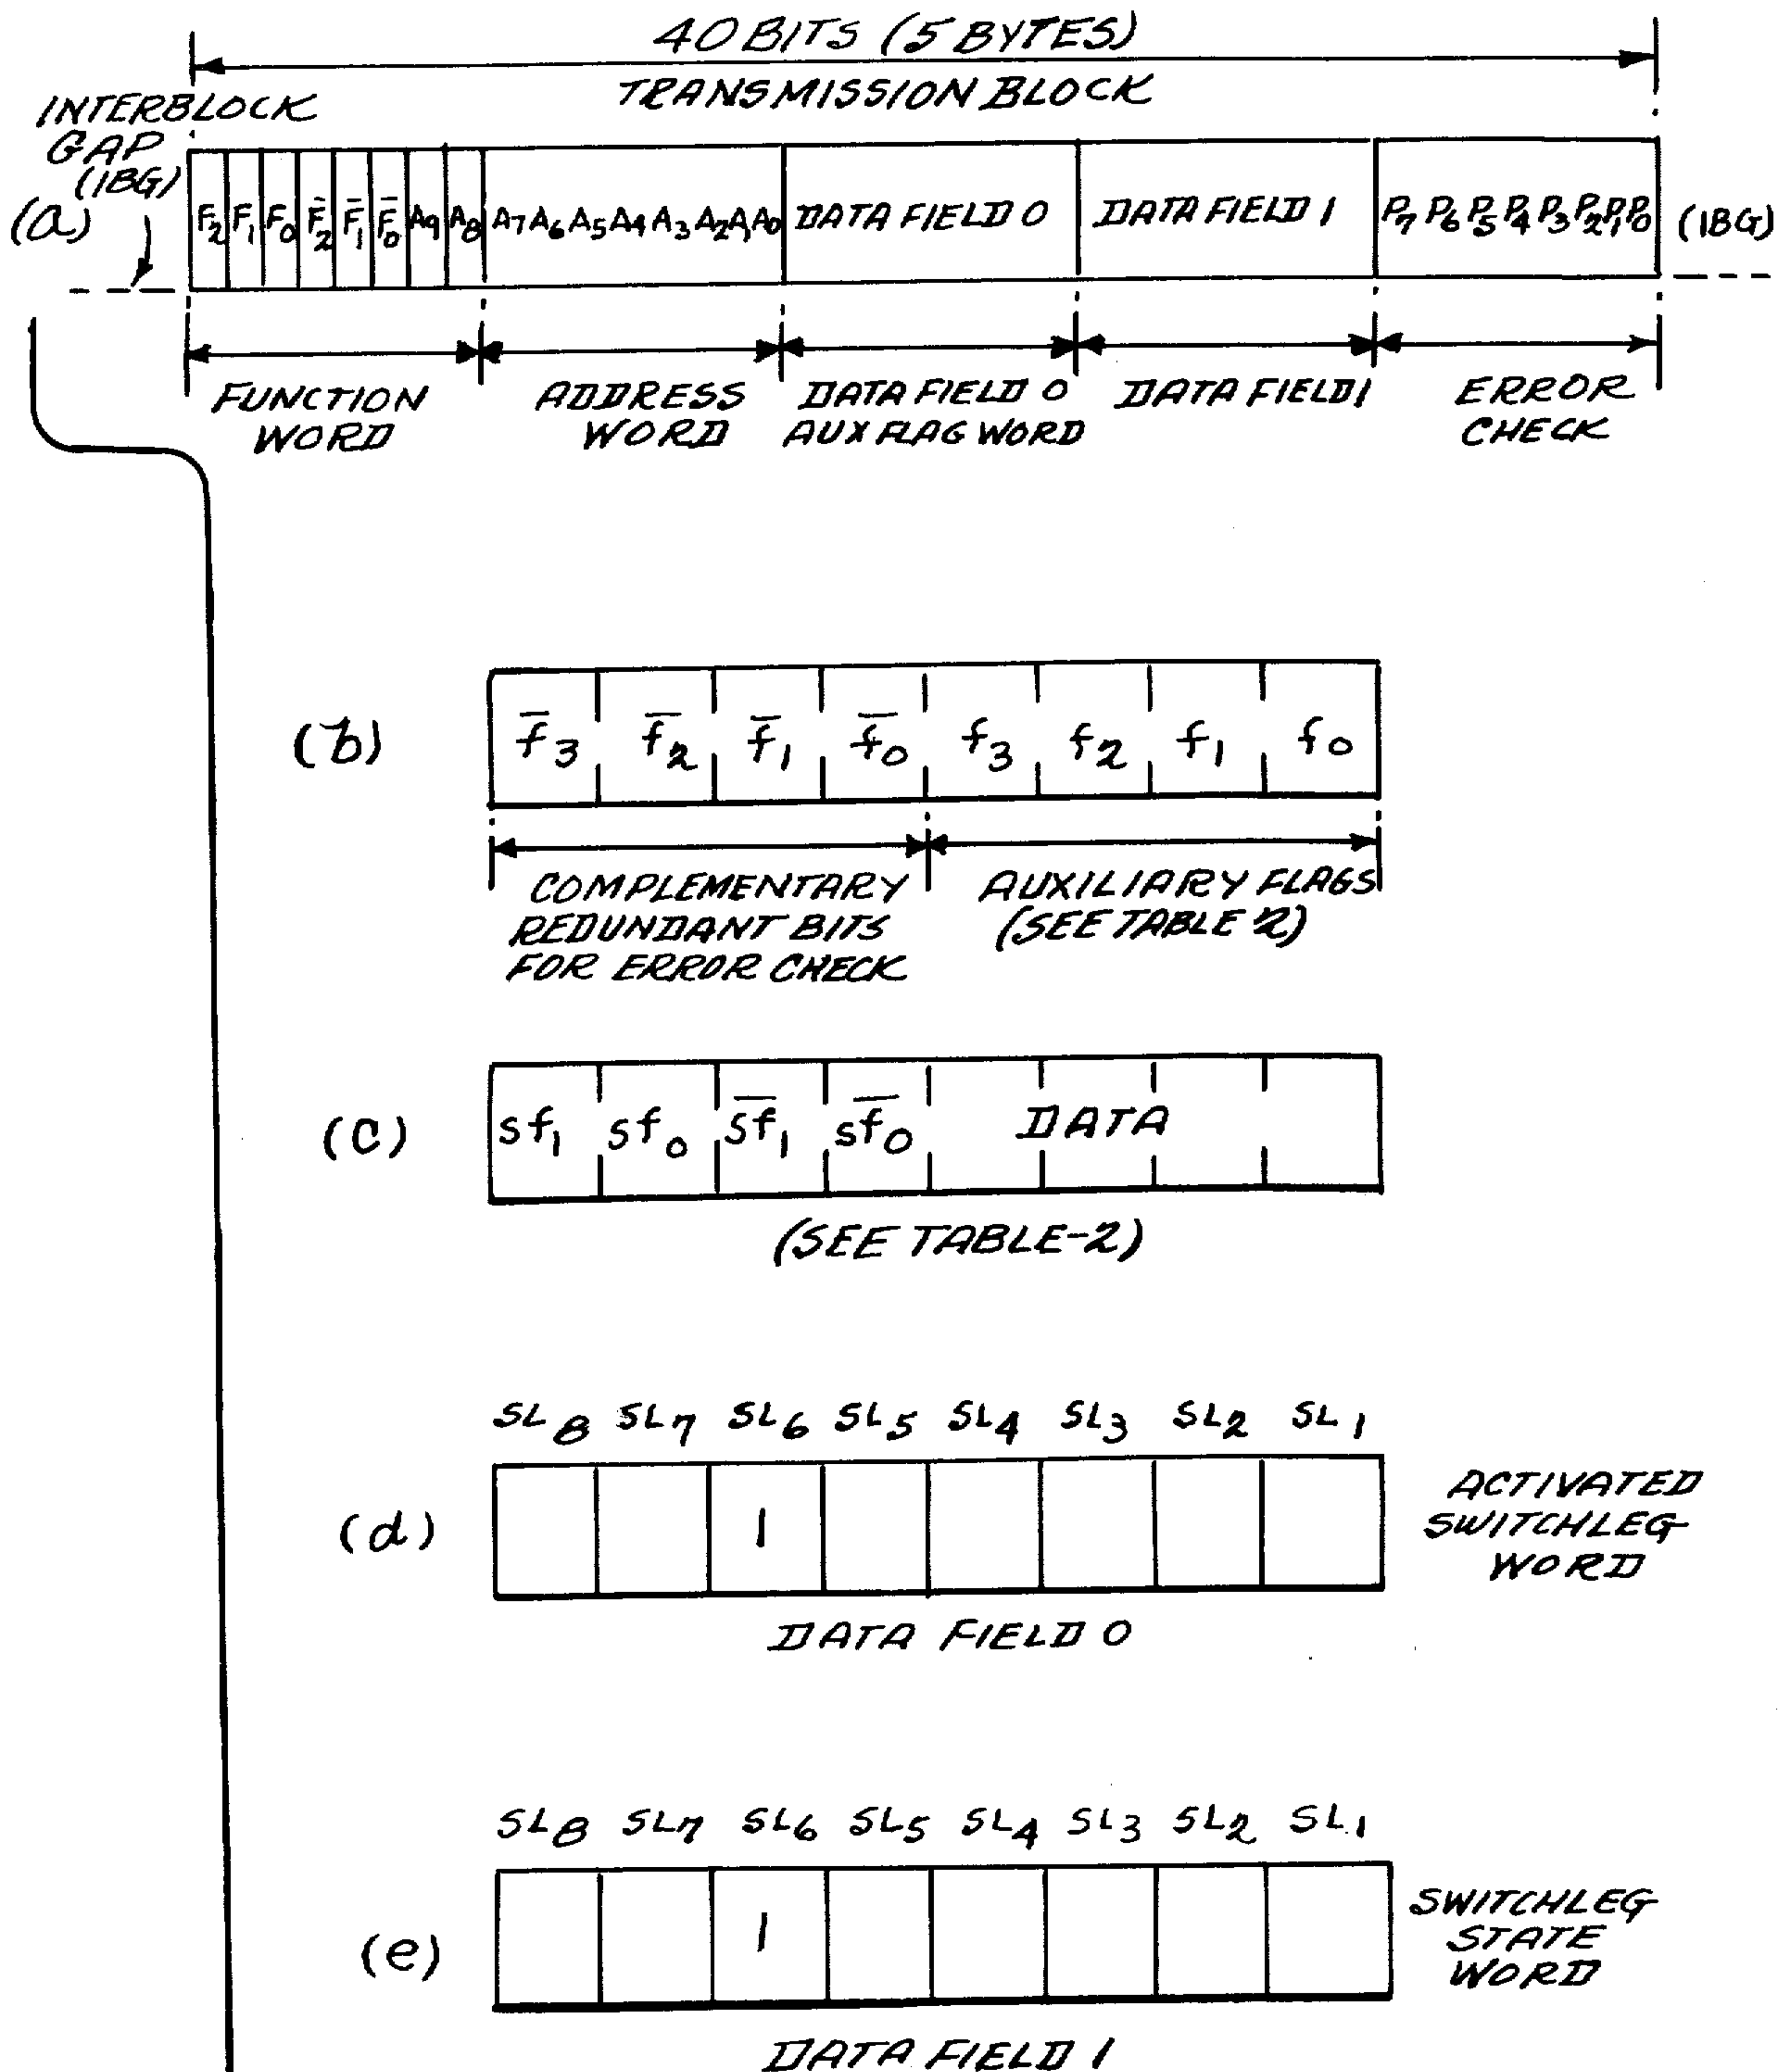 40 BITS (5 BYTES)
TRANSMISSION BLOCK
INTERBLOCK
GAP
(IBG)
(a)
F₂ F₁ F₀ F̅₂ F̅₁ F̅₀ A₉ A₈ A₇ A₆ A₅ A₄ A₃ A₂ A₁ A₀ DATA FIELD 0 DATA FIELD 1 P₇ P₆ P₅ P₄ P₃ P₂ P₁ P₀ (IBG)
FUNCTION
WORD
ADDRESS
WORD
DATA FIELD 0
AUX FLAG WORD
DATA FIELD 1
ERROR
CHECK
(b)
f̅₃ f̅₂ f̅₁ f̅₀ f₃ f₂ f₁ f₀
COMPLEMENTARY
REDUNDANT BITS
FOR ERROR CHECK
AUXILIARY FLAGS
(SEE TABLE 2)
(c)
sf₁ sf₀ s̅f̅₁ s̅f̅₀ DATA
(SEE TABLE-2)
SL₈ SL₇ SL₆ SL₅ SL₄ SL₃ SL₂ SL₁
(d)
1
ACTIVATED
SWITCHLEG
WORD
DATA FIELD 0
SL₈ SL₇ SL₆ SL₅ SL₄ SL₃ SL₂ SL₁
(e)
1
SWITCHLEG
STATE
WORD
DATA FIELD 1